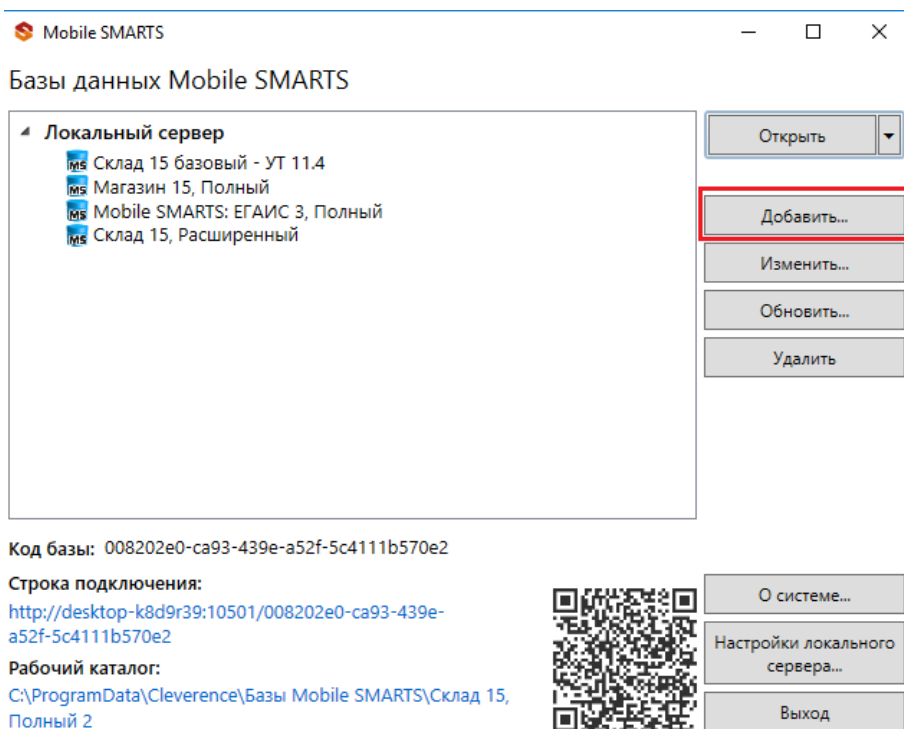 Mobile SMARTS
Базы данных Mobile SMARTS
Локальный сервер
Склад 15 базовый - УТ 11.4
Магазин 15, Полный
Mobile SMARTS: ЕГАИС 3, Полный
Склад 15, Расширенный
Открыть
Добавить...
Изменить...
Обновить...
Удалить
Код базы: 008202e0-ca93-439e-a52f-5c4111b570e2
Строка подключения:
http://desktop-k8d9r39:10501/008202e0-ca93-439e-
a52f-5c4111b570e2
Рабочий каталог:
C:\ProgramData\Cleverence\Базы Mobile SMARTS\Склад 15,
Полный 2
О системе...
Настройки локального
сервера...
Выход